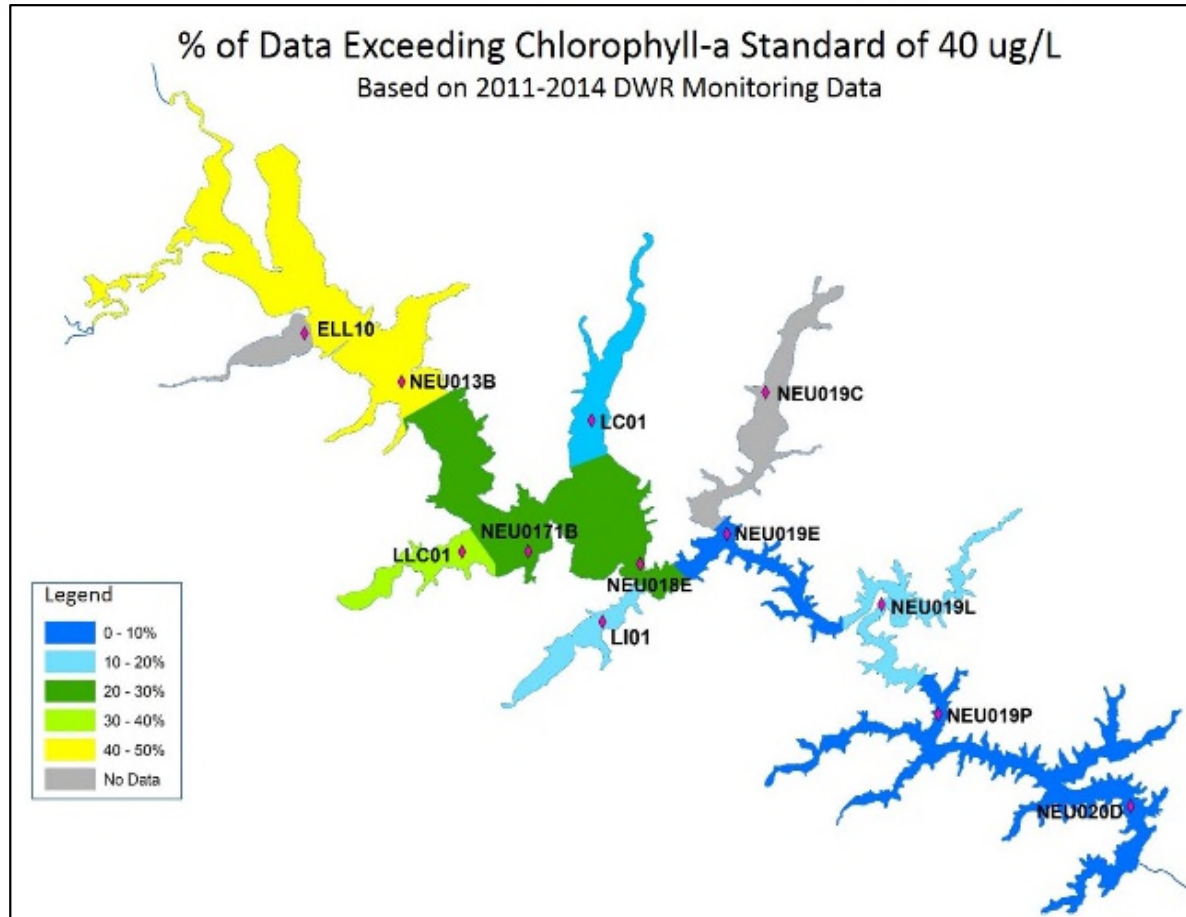 % of Data Exceeding Chlorophyll-a Standard of 40 ug/L
Based on 2011-2014 DWR Monitoring Data
ELL10
NEU013B
NEU019C
LC01
NEU0171B
NEU019E
LLC01
NEU018E
NEU019L
LI01
NEU019P
NEU020D
Legend
0 - 10%
10 - 20%
20 - 30%
30 - 40%
40 - 50%
No Data